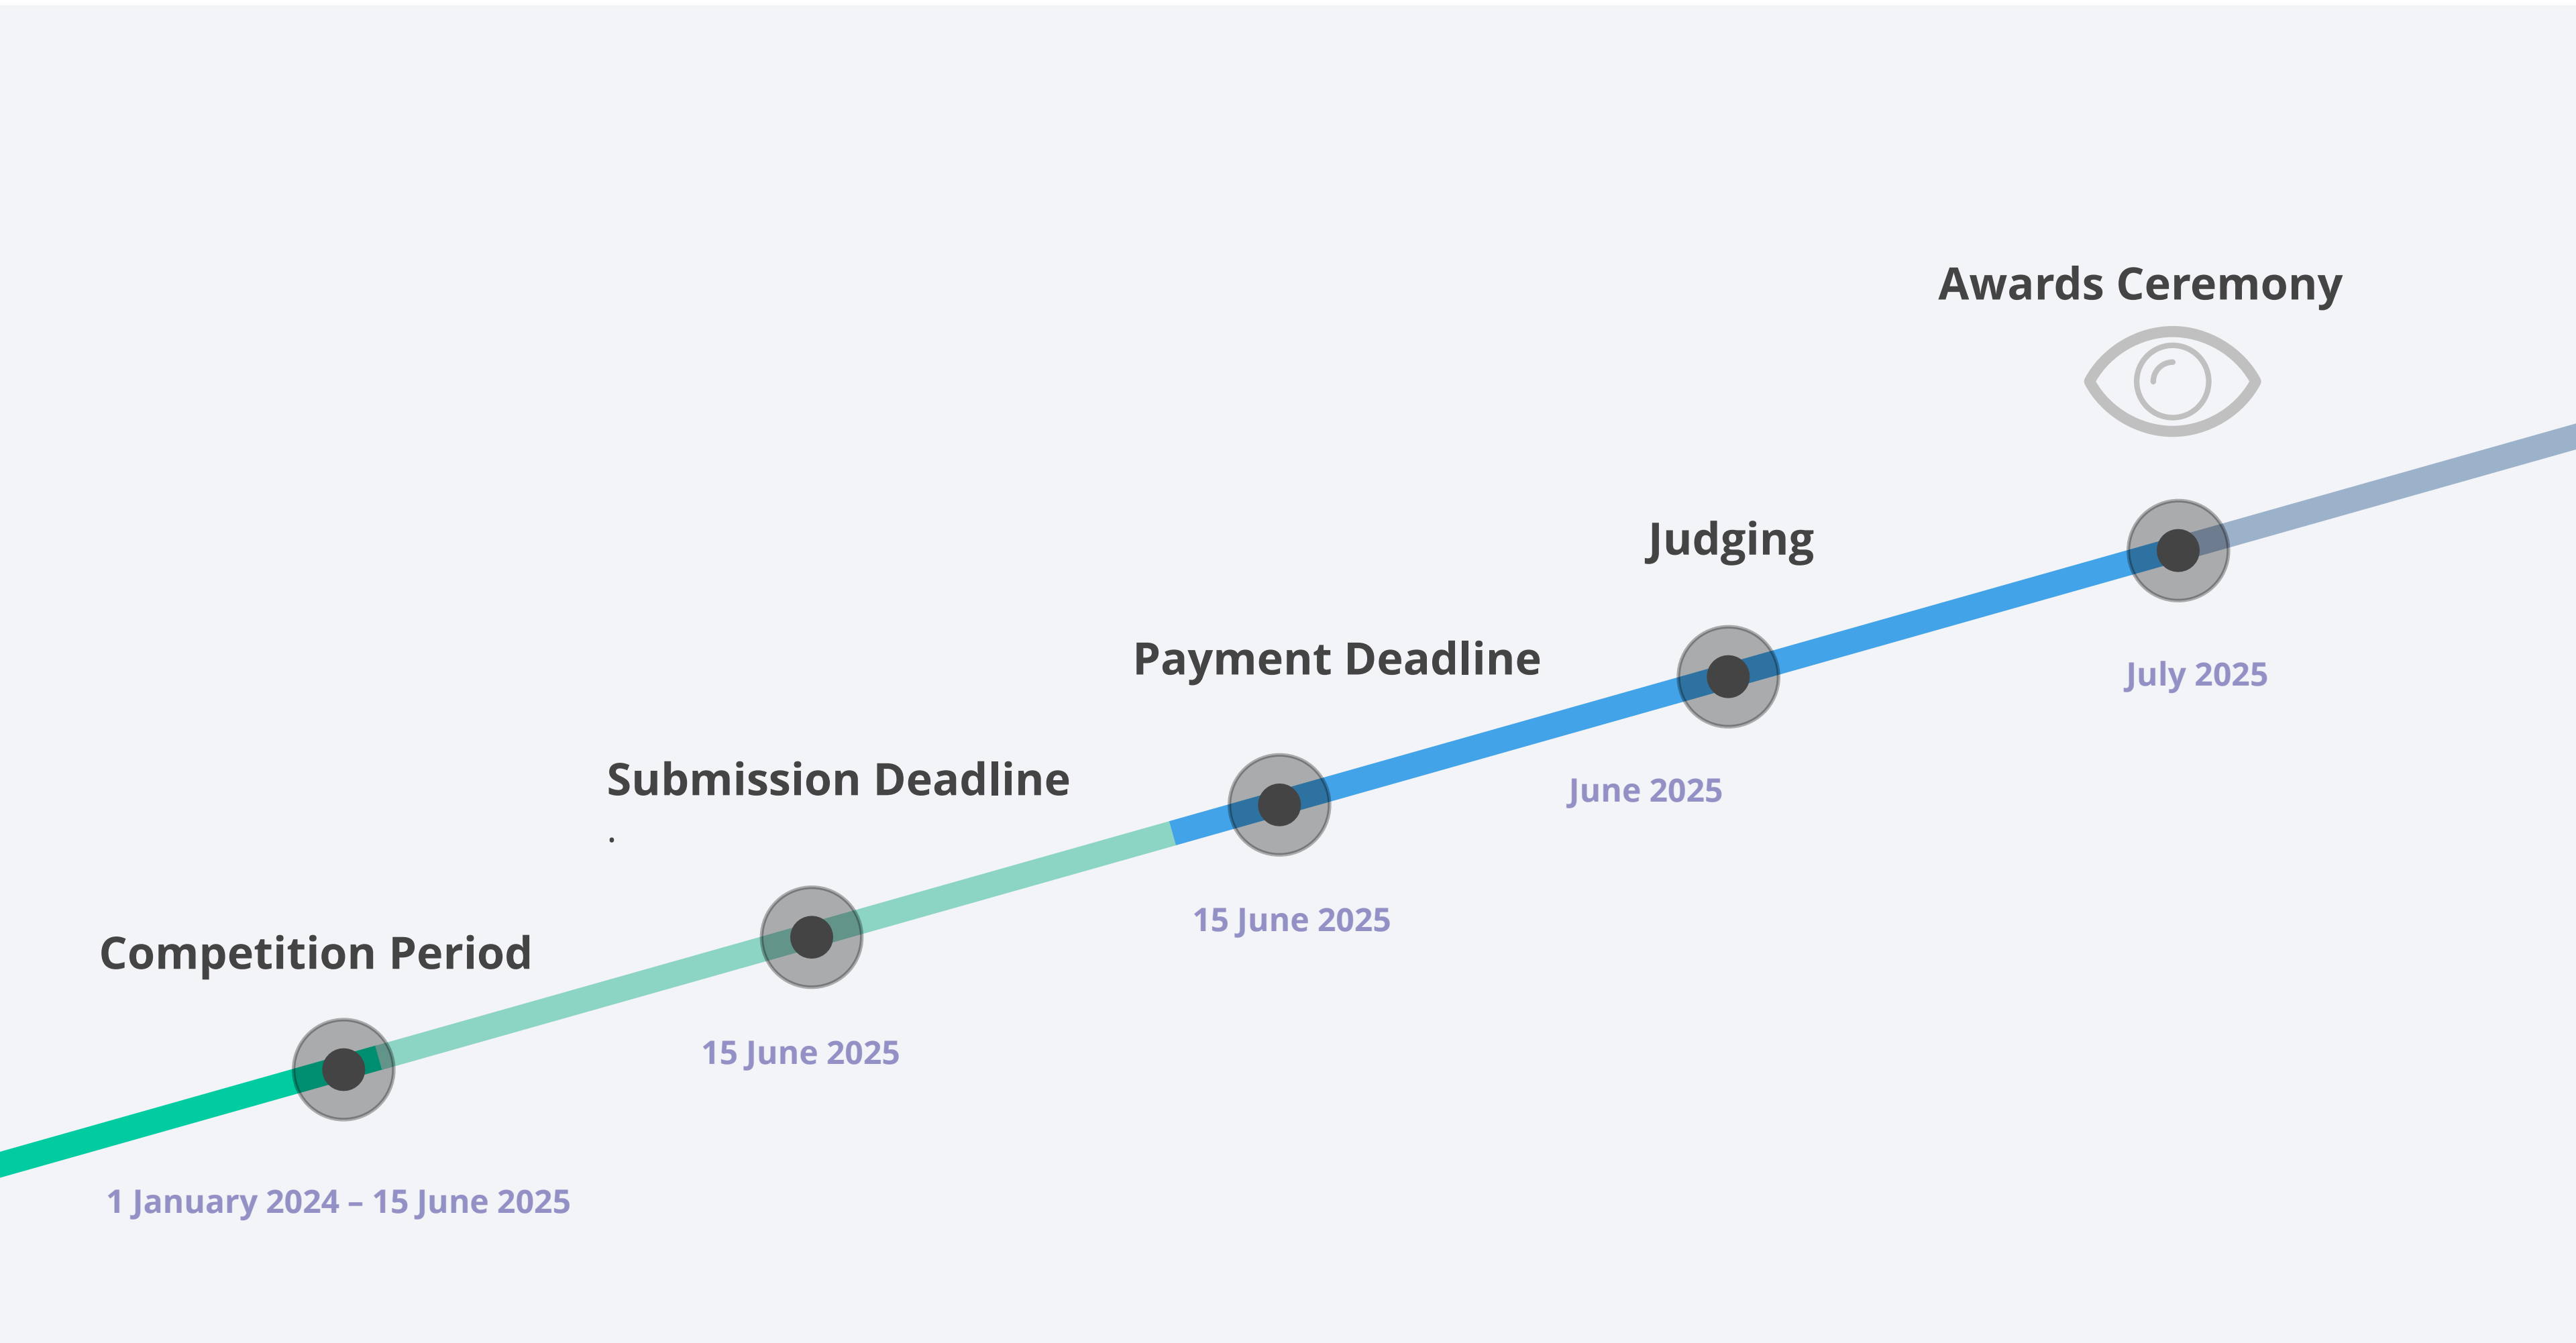 Awards Ceremony
Judging
July 2025
Payment Deadline
June 2025
Submission Deadline
.
15 June 2025
Competition Period
15 June 2025
1 January 2024 – 15 June 2025